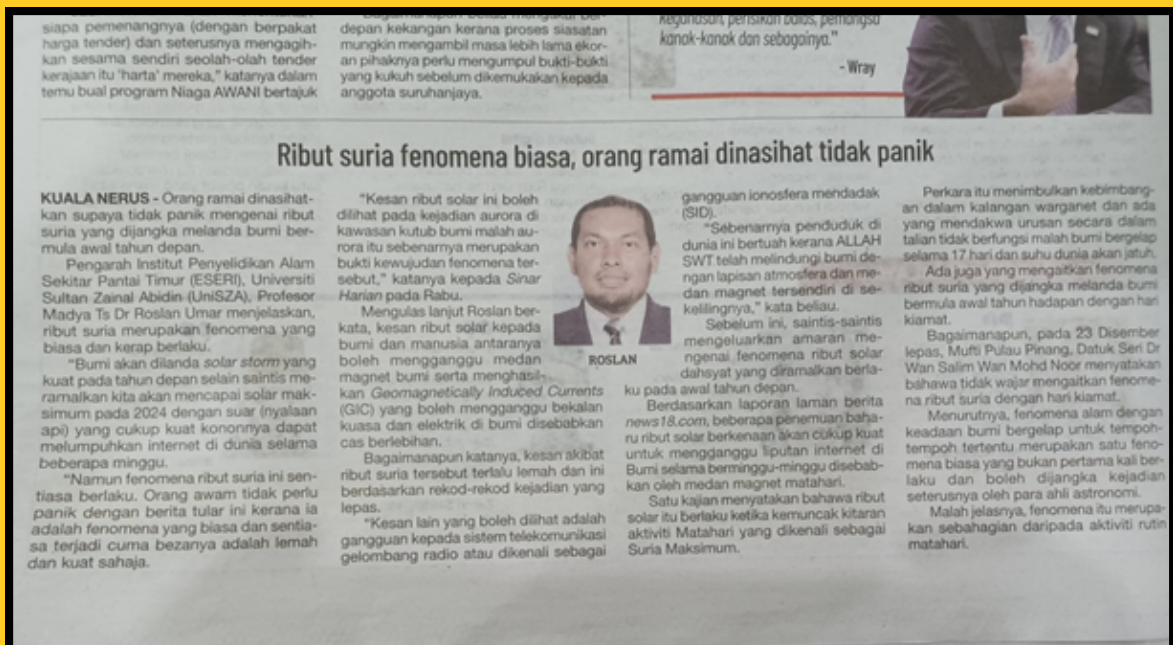 siapa pemenangnya (dengan berpakat
harga tender) dan seterusnya mengagih-
kan sesama sendiri seolah-olah tender
kerajaan itu 'harta' mereka," katanya dalam
temu bual program Niaga AWANI bertajuk
depan kekangan kerana proses siasatan
mungkin mengambil masa lebih lama ekor-
an pihaknya perlu mengumpul bukti-bukti
yang kukuh sebelum dikemukakan kepada
anggota suruhanjaya.
keganasan, perisikan balas, pemangsa
kanak-kanak dan sebagainya."
- Wray
Ribut suria fenomena biasa, orang ramai dinasihat tidak panik
KUALA NERUS - Orang ramai dinasihat-
kan supaya tidak panik mengenai ribut
suria yang dijangka melanda bumi ber-
mula awal tahun depan.
Pengarah Institut Penyelidikan Alam
Sekitar Pantai Timur (ESERI), Universiti
Sultan Zainal Abidin (UniSZA), Profesor
Madya Ts Dr Roslan Umar menjelaskan,
ribut suria merupakan fenomena yang
biasa dan kerap berlaku.
"Bumi akan dilanda solar storm yang
kuat pada tahun depan selain saintis me-
ramalkan kita akan mencapai solar mak-
simum pada 2024 dengan suar (nyalaan
api) yang cukup kuat kononnya dapat
melumpuhkan internet di dunia selama
beberapa minggu.
"Namun fenomena ribut suria ini sen-
tiasa berlaku. Orang awam tidak perlu
panik dengan berita tular ini kerana ia
adalah fenomena yang biasa dan sentia-
sa terjadi cuma bezanya adalah lemah
dan kuat sahaja.
"Kesan ribut solar ini boleh
dilihat pada kejadian aurora di
kawasan kutub bumi malah au-
rora itu sebenarnya merupakan
bukti kewujudan fenomena ter-
sebut," katanya kepada Sinar
Harian pada Rabu.
Mengulas lanjut Roslan ber-
kata, kesan ribut solar kepada
bumi dan manusia antaranya
boleh mengganggu medan
magnet bumi serta menghasil-
kan Geomagnetically Induced Currents
(GIC) yang boleh mengganggu bekalan
kuasa dan elektrik di bumi disebabkan
cas berlebihan.
Bagaimanapun katanya, kesan akibat
ribut suria tersebut terlalu lemah dan ini
berdasarkan rekod-rekod kejadian yang
lepas.
"Kesan lain yang boleh dilihat adalah
gangguan kepada sistem telekomunikasi
gelombang radio atau dikenali sebagai
ROSLAN
gangguan ionosfera mendadak
(SID).
"Sebenarnya penduduk di
dunia ini bertuah kerana ALLAH
SWT telah melindungi bumi de-
ngan lapisan atmosfera dan me-
dan magnet tersendiri di se-
kelilingnya," kata beliau.
Sebelum ini, saintis-saintis
mengeluarkan amaran me-
ngenai fenomena ribut solar
dahsyat yang diramalkan berla-
ku pada awal tahun depan.
Berdasarkan laporan laman berita
news18.com, beberapa penemuan baha-
ru ribut solar berkenaan akan cukup kuat
untuk mengganggu liputan internet di
Bumi selama berminggu-minggu disebab-
kan oleh medan magnet matahari.
Satu kajian menyatakan bahawa ribut
solar itu berlaku ketika kemuncak kitaran
aktiviti Matahari yang dikenali sebagai
Suria Maksimum.
Perkara itu menimbulkan kebimbang-
an dalam kalangan warganet dan ada
yang mendakwa urusan secara dalam
talian tidak berfungsi malah bumi bergelap
selama 17 hari dan suhu dunia akan jatuh.
Ada juga yang mengaitkan fenomena
ribut suria yang dijangka melanda bumi
bermula awal tahun hadapan dengan hari
kiamat.
Bagaimanapun, pada 23 Disember
lepas, Mufti Pulau Pinang, Datuk Seri Dr
Wan Salim Wan Mohd Noor menyatakan
bahawa tidak wajar mengaitkan fenome-
na ribut suria dengan hari kiamat.
Menurutnya, fenomena alam dengan
keadaan bumi bergelap untuk tempoh-
tempoh tertentu merupakan satu feno-
mena biasa yang bukan pertama kali ber-
laku dan boleh dijangka kejadian
seterusnya oleh para ahli astronomi.
Malah jelasnya, fenomena itu merupa-
kan sebahagian daripada aktiviti rutin
matahari.